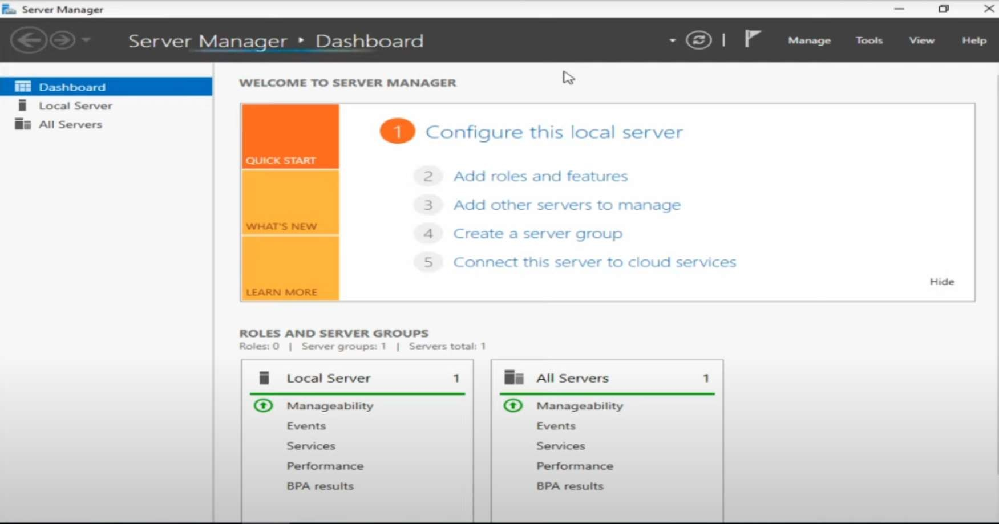 Server Manager
Server Manager ‣ Dashboard
Manage Tools View Help
Dashboard
Local Server
All Servers
WELCOME TO SERVER MANAGER
QUICK START
WHAT'S NEW
LEARN MORE
1 Configure this local server
2 Add roles and features
3 Add other servers to manage
4 Create a server group
5 Connect this server to cloud services
Hide
ROLES AND SERVER GROUPS
Roles: 0 | Server groups: 1 | Servers total: 1
Local Server 1
Manageability
Events
Services
Performance
BPA results
All Servers 1
Manageability
Events
Services
Performance
BPA results